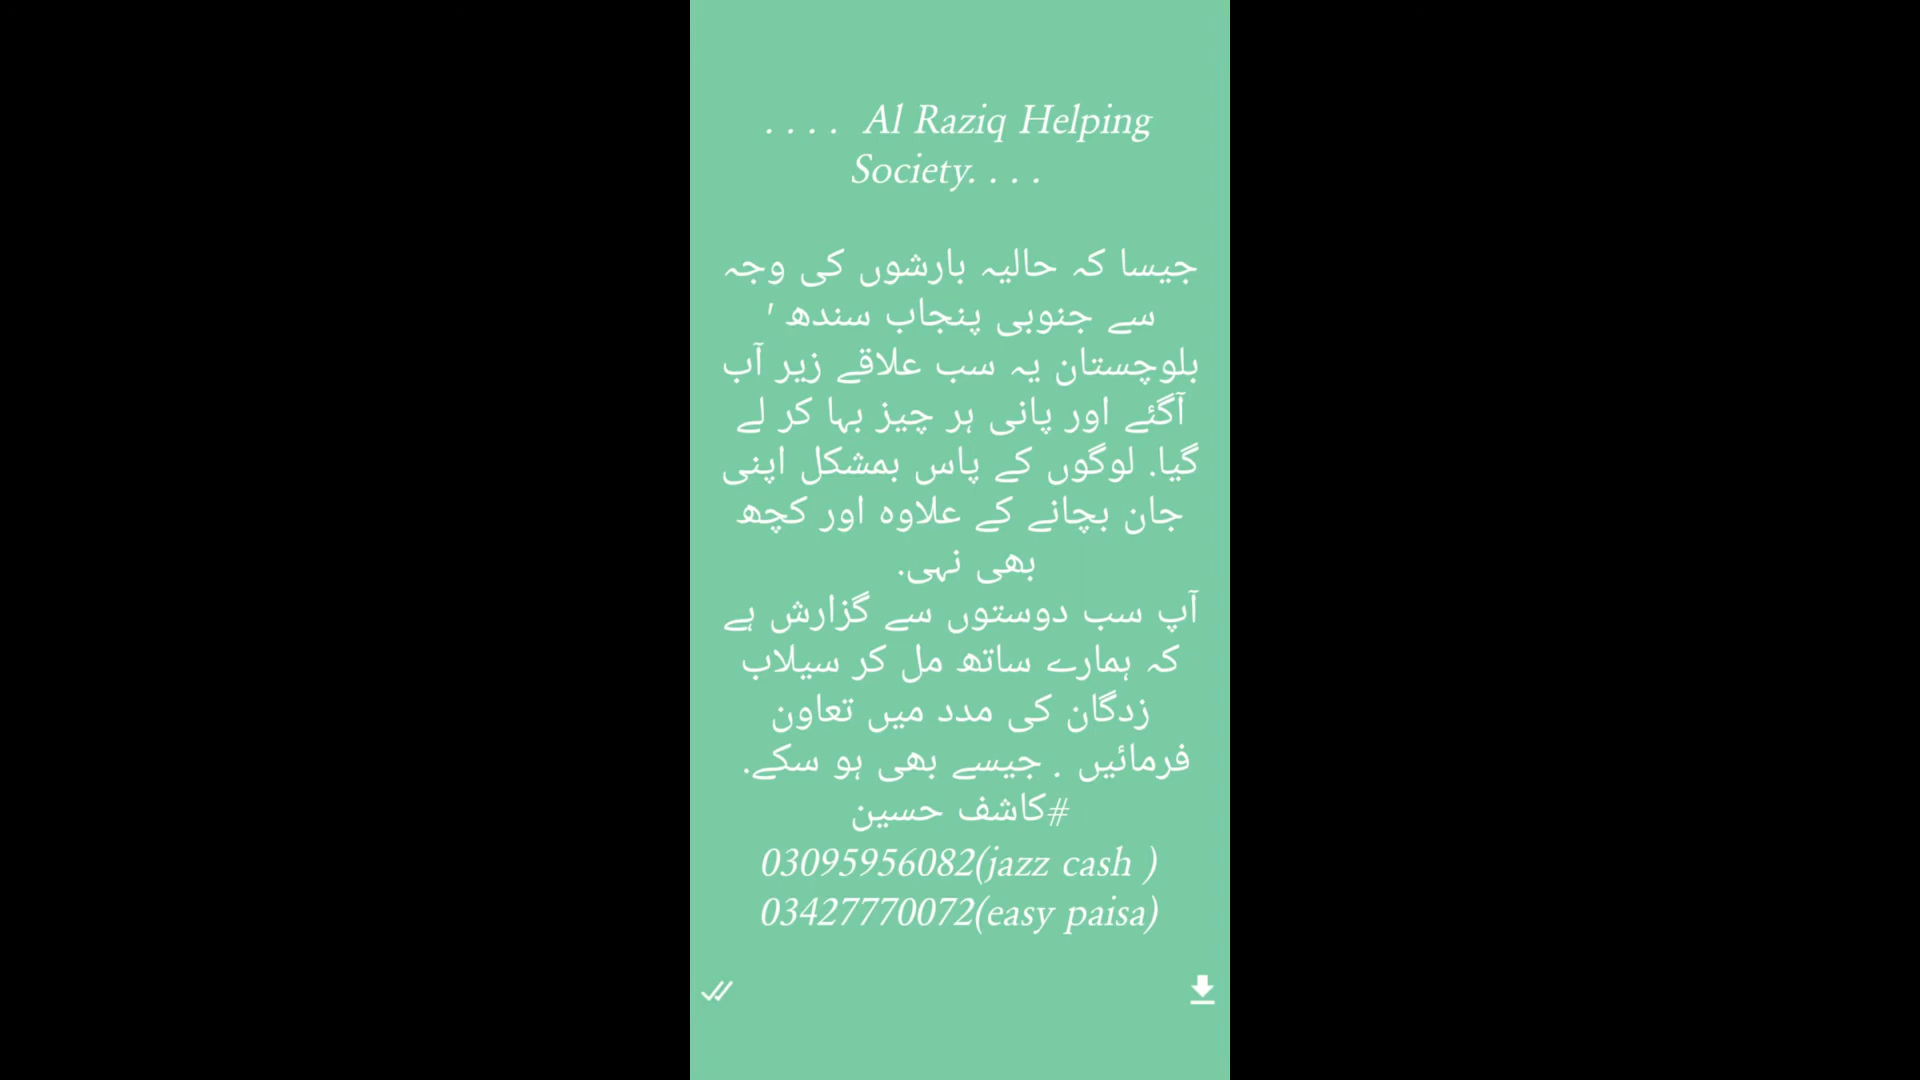 . . . . Al Raziq Helping
Society. . . .
جیسا کہ حالیہ بارشوں کی وجہ
سے جنوبی پنجاب سندھ '
بلوچستان یہ سب علاقے زیر آب
آگئے اور پانی ہر چیز بہا کر لے
گیا. لوگوں کے پاس بمشکل اپنی
جان بچانے کے علاوہ اور کچھ
بھی نہی.
آپ سب دوستوں سے گزارش ہے
کہ ہمارے ساتھ مل کر سیلاب
زدگان کی مدد میں تعاون
فرمائیں . جیسے بھی ہو سکے.
#کاشف حسین
03095956082(jazz cash )
03427770072(easy paisa)